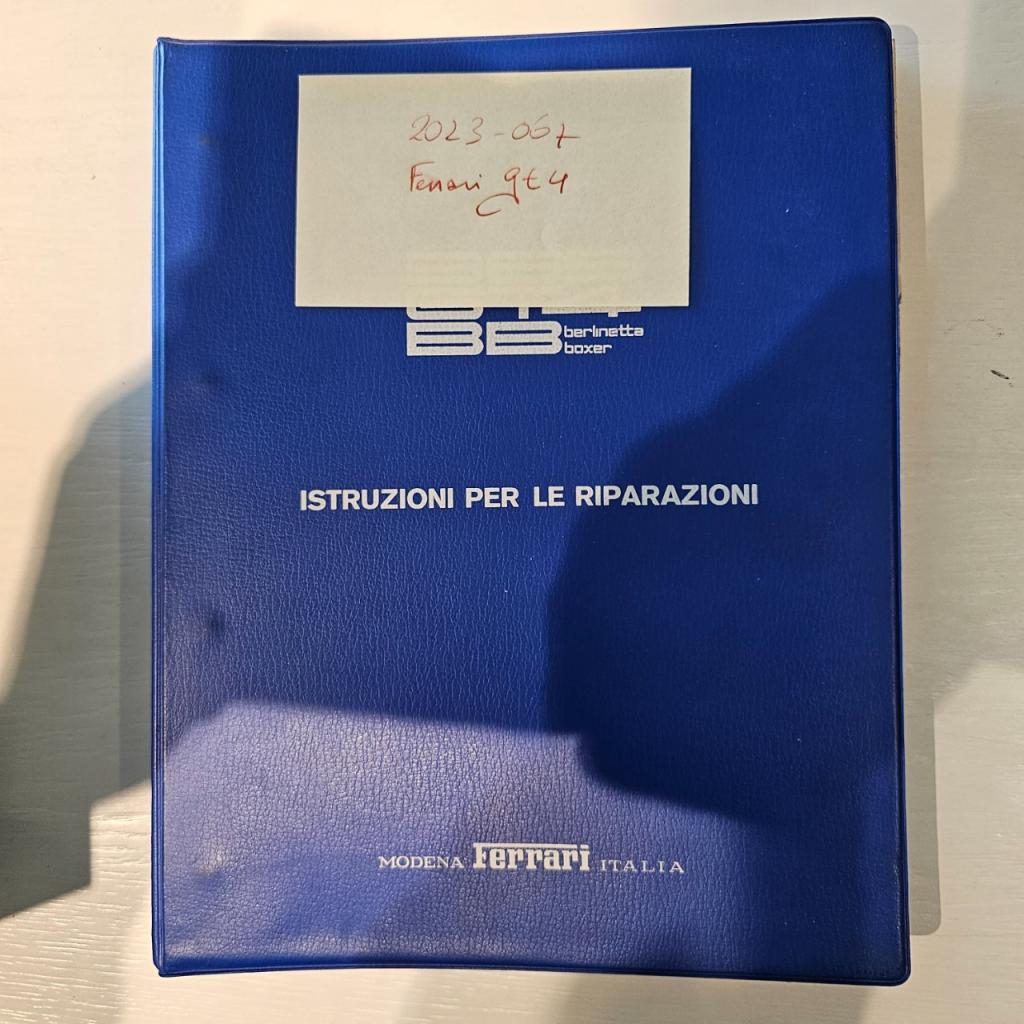 2023-067
Ferrari gt4
BB berlinetta
boxer
ISTRUZIONI PER LE RIPARAZIONI
MODENA Ferrari ITALIA